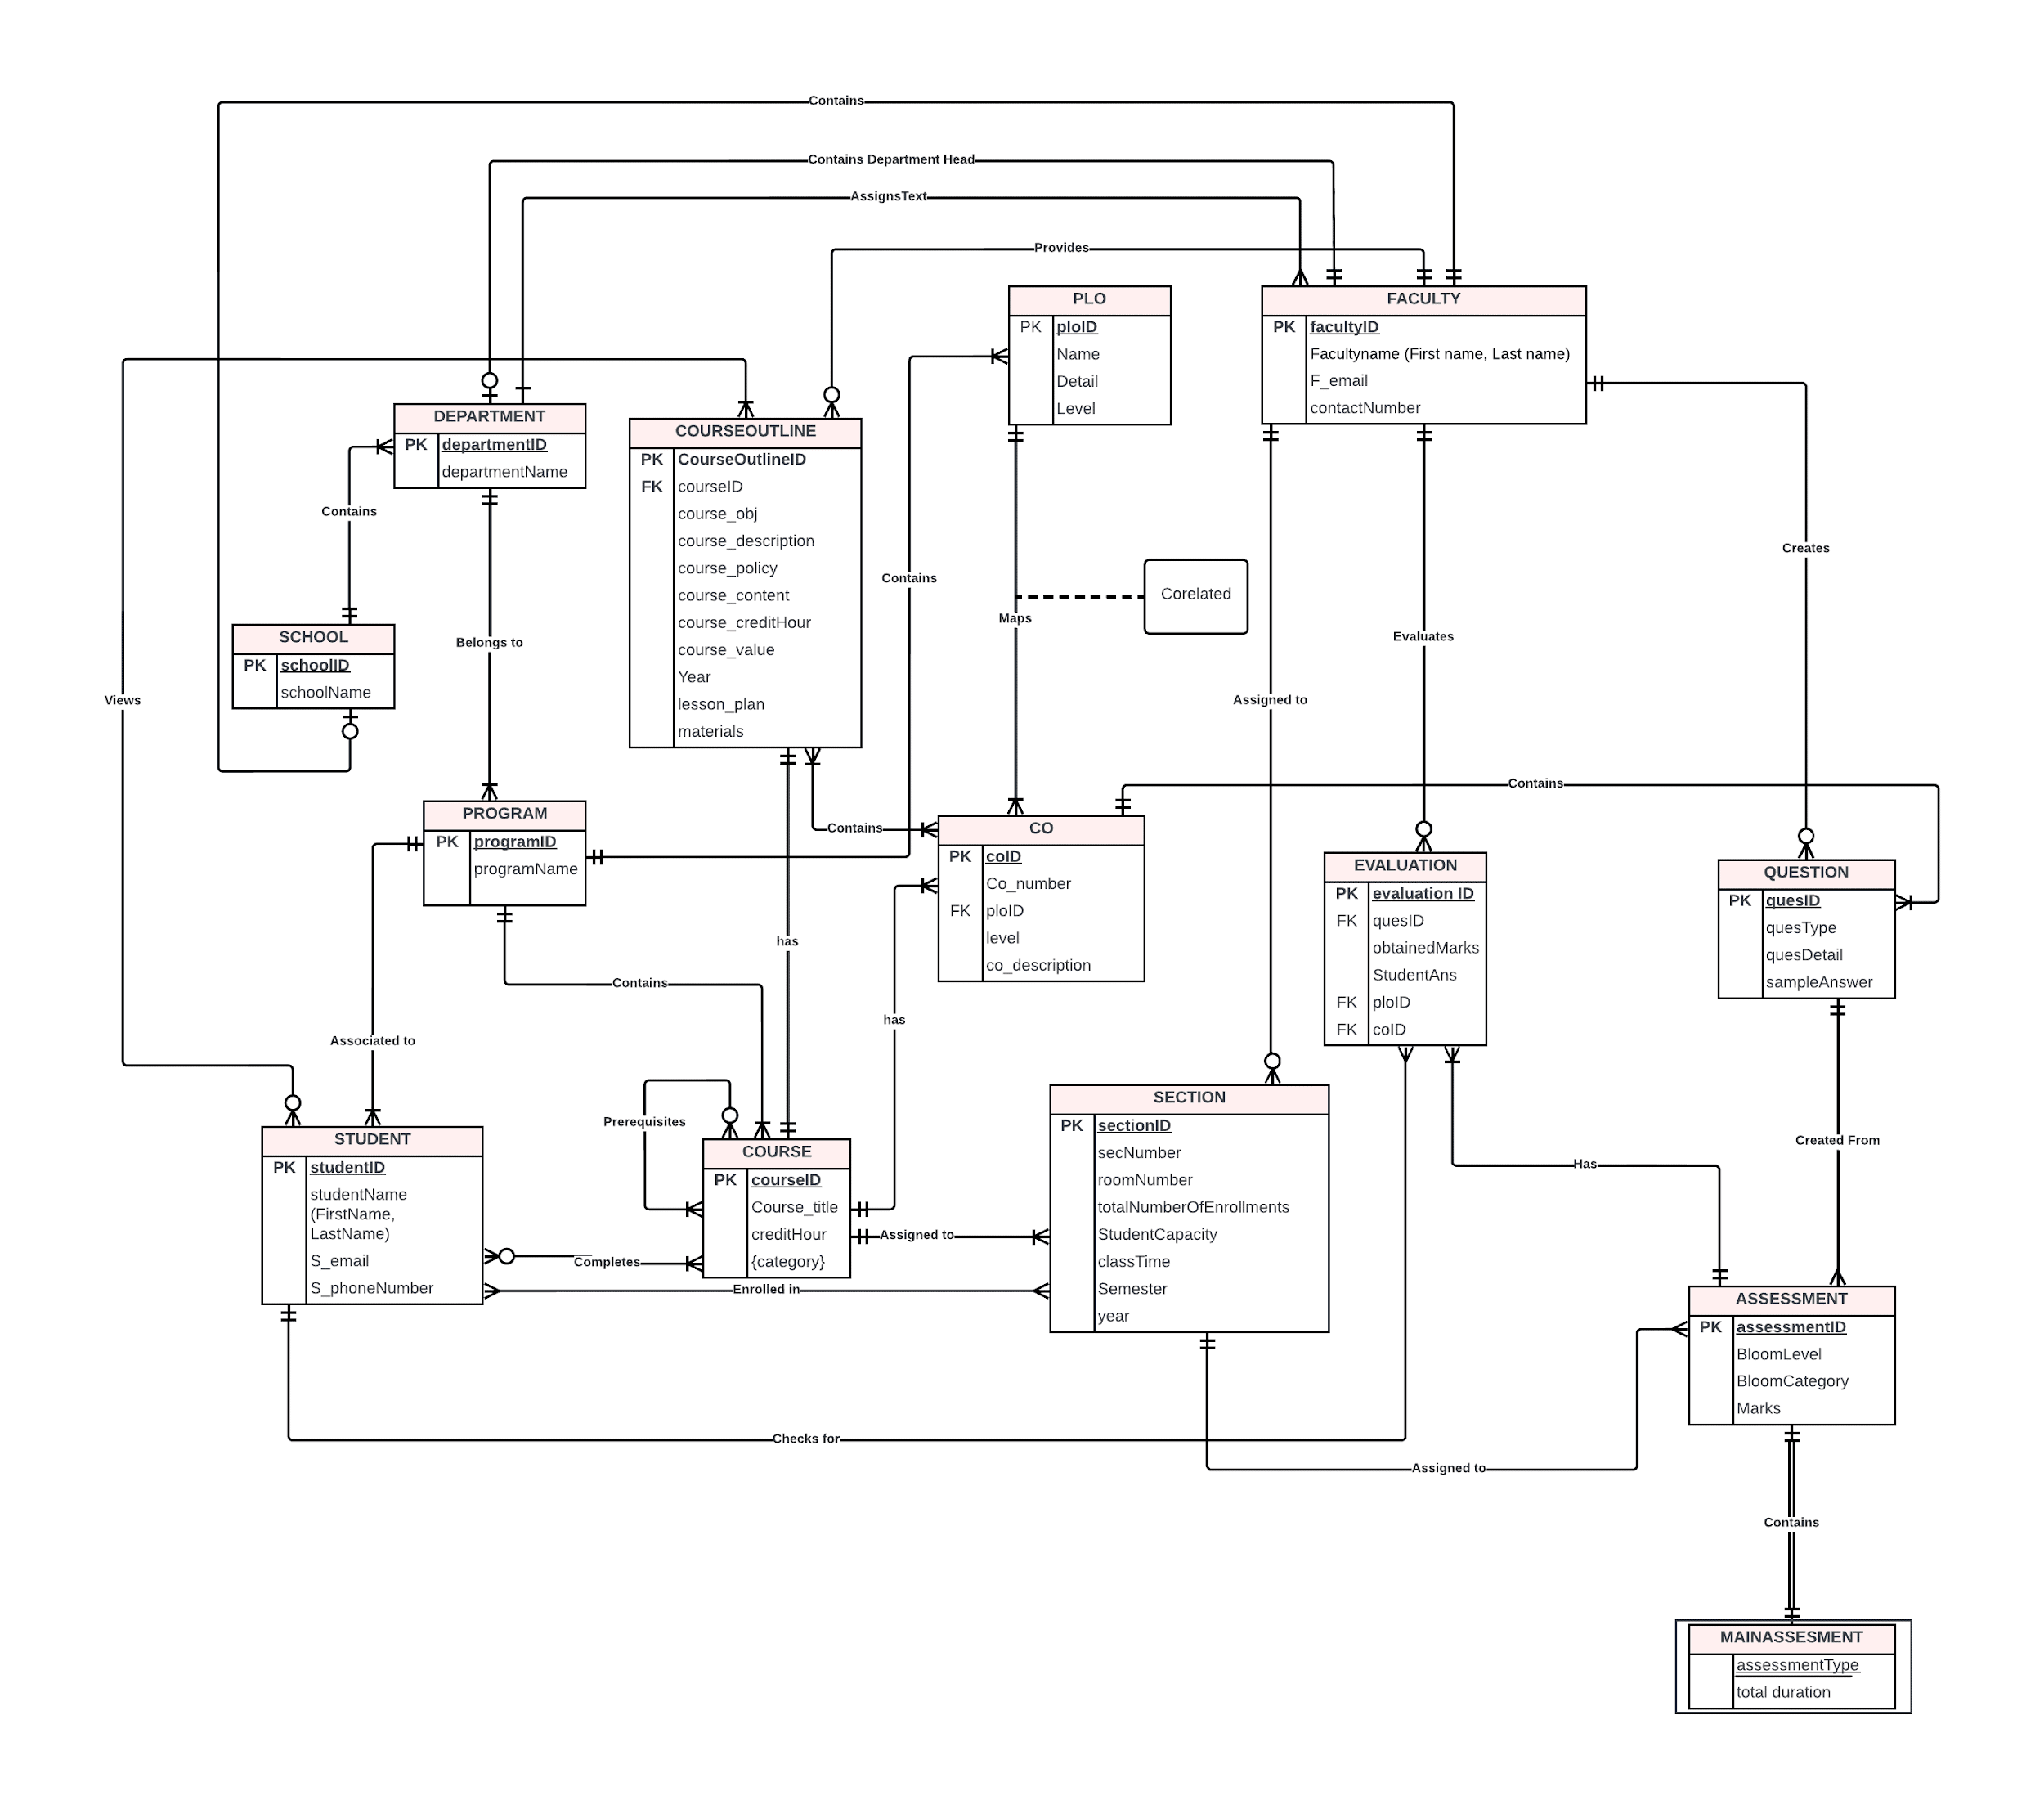 Contains
Contains Department Head
AssignsText
Provides
PLO
PK ploID
Name
Detail
Level
FACULTY
PK facultyID
Facultyname (First name, Last name)
F_email
contactNumber
DEPARTMENT
PK departmentID
departmentName
COURSEOUTLINE
PK CourseOutlineID
FK courseID
course_obj
course_description
course_policy
course_content
course_creditHour
course_value
Year
lesson_plan
materials
Contains
Creates
Contains
Corelated
Maps
SCHOOL
PK schoolID
schoolName
Belongs to
Evaluates
Views
Assigned to
Contains
PROGRAM
PK programID
programName
Contains
CO
PK coID
Co_number
FK ploID
level
co_description
EVALUATION
PK evaluation ID
FK quesID
obtainedMarks
StudentAns
FK ploID
FK coID
QUESTION
PK quesID
quesType
quesDetail
sampleAnswer
has
Contains
has
Associated to
Prerequisites
STUDENT
PK studentID
studentName
(FirstName,
LastName)
S_email
S_phoneNumber
COURSE
PK courseID
Course_title
creditHour
{category}
SECTION
PK sectionID
secNumber
roomNumber
totalNumberOfEnrollments
StudentCapacity
classTime
Semester
year
Created From
Has
Assigned to
Completes
Enrolled in
ASSESSMENT
PK assessmentID
BloomLevel
BloomCategory
Marks
Checks for
Assigned to
Contains
MAINASSESMENT
assessmentType
total duration